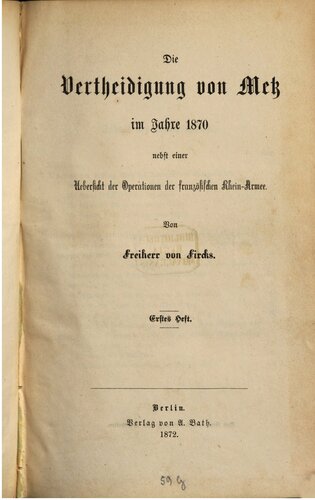 Die
Vertheidigung von Metz
im Jahre 1870
nebst einer
Uebersicht der Operationen der französischen Rhein-Armee.
Von
Freiherr von Fircks.
Erstes Heft.
Berlin.
Verlag von A. Bath.
1872.
59 g